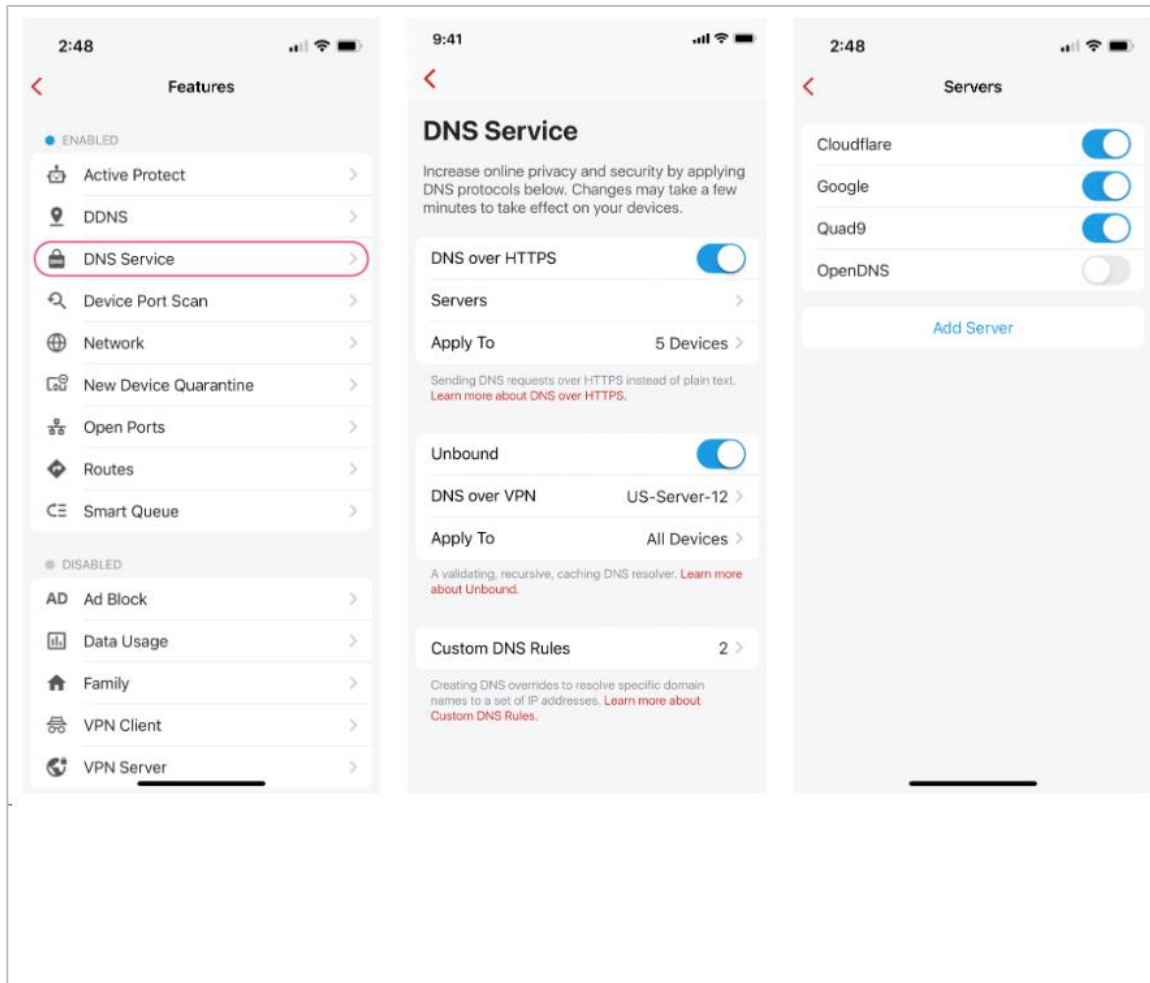 2:48
Features
ENABLED
Active Protect
DDNS
DNS Service
Device Port Scan
Network
New Device Quarantine
Open Ports
Routes
Smart Queue
DISABLED
AD Ad Block
Data Usage
Family
VPN Client
VPN Server
9:41
DNS Service
Increase online privacy and security by applying
DNS protocols below. Changes may take a few
minutes to take effect on your devices.
DNS over HTTPS
Servers
Apply To 5 Devices
Sending DNS requests over HTTPS instead of plain text.
Learn more about DNS over HTTPS.
Unbound
DNS over VPN US-Server-12
Apply To All Devices
A validating, recursive, caching DNS resolver. Learn more
about Unbound.
Custom DNS Rules 2
Creating DNS overrides to resolve specific domain
names to a set of IP addresses. Learn more about
Custom DNS Rules.
2:48
Servers
Cloudflare
Google
Quad9
OpenDNS
Add Server